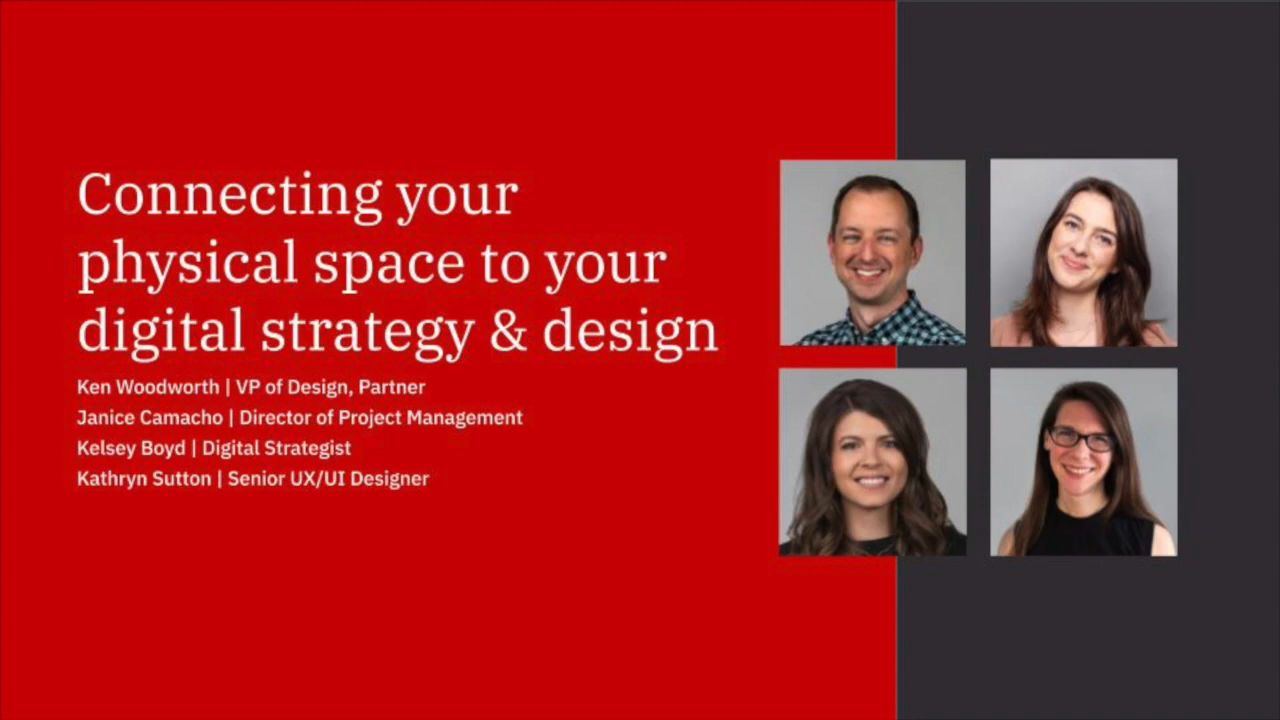 Connecting your
physical space to your
digital strategy & design
Ken Woodworth | VP of Design, Partner
Janice Camacho | Director of Project Management
Kelsey Boyd | Digital Strategist
Kathryn Sutton | Senior UX/UI Designer